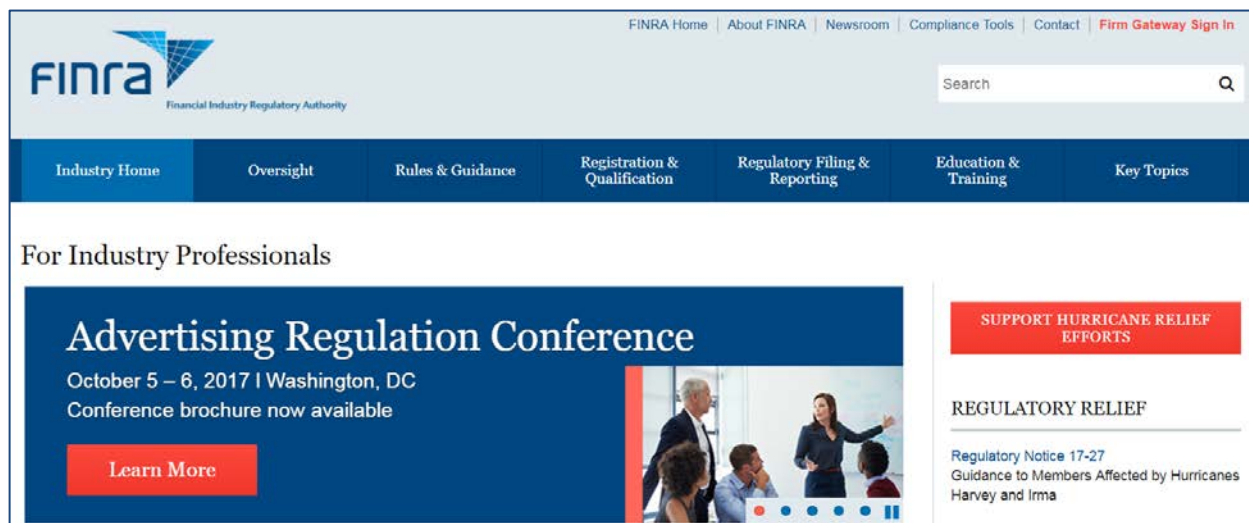 FINRA Home | About FINRA | Newsroom | Compliance Tools | Contact | Firm Gateway Sign In
Finra
Financial Industry Regulatory Authority
Search
Industry Home
Oversight
Rules & Guidance
Registration &
Qualification
Regulatory Filing &
Reporting
Education &
Training
Key Topics
For Industry Professionals
Advertising Regulation Conference
October 5 – 6, 2017 I Washington, DC
Conference brochure now available
Learn More
SUPPORT HURRICANE RELIEF
EFFORTS
REGULATORY RELIEF
Regulatory Notice 17-27
Guidance to Members Affected by Hurricanes
Harvey and Irma